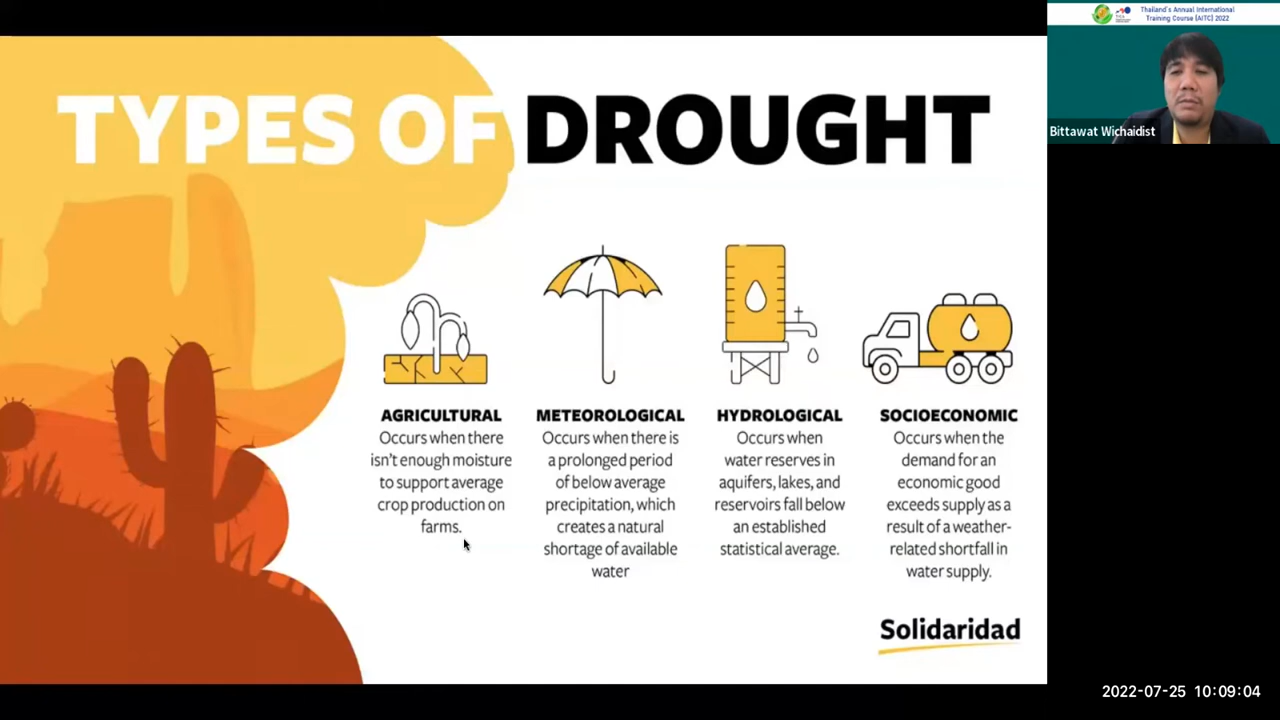 TYPES OF DROUGHT
AGRICULTURAL
Occurs when there
isn't enough moisture
to support average
crop production on
farms.
METEOROLOGICAL
Occurs when there is
a prolonged period
of below average
precipitation, which
creates a natural
shortage of available
water
HYDROLOGICAL
Occurs when
water reserves in
aquifers, lakes, and
reservoirs fall below
an established
statistical average.
SOCIOECONOMIC
Occurs when the
demand for an
economic good
exceeds supply as a
result of a weather-
related shortfall in
water supply.
Solidaridad
Thailand's Annual International
Training Course (AITC) 2022
Bittawat Wichaidist
2022-07-25 10:09:04